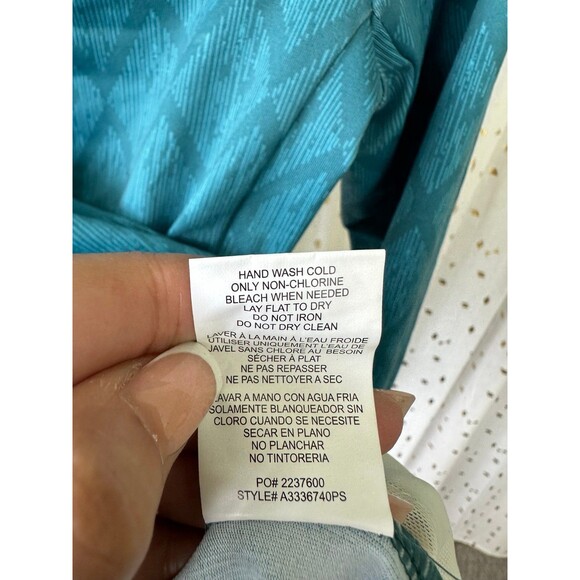 HAND WASH COLD
ONLY NON-CHLORINE
BLEACH WHEN NEEDED
LAY FLAT TO DRY
DO NOT IRON
DO NOT DRY CLEAN
LAVER À LA MAIN À L'EAU FROIDE
UTILISER UNIQUEMENT L'EAU DE
JAVEL SANS CHLORE AU BESOIN
SÉCHER À PLAT
NE PAS REPASSER
NE PAS NETTOYER A SEC
LAVAR A MANO CON AGUA FRIA
SOLAMENTE BLANQUEADOR SIN
CLORO CUANDO SE NECESITE
SECAR EN PLANO
NO PLANCHAR
NO TINTORERIA
PO# 2237600
STYLE# A3336740PS